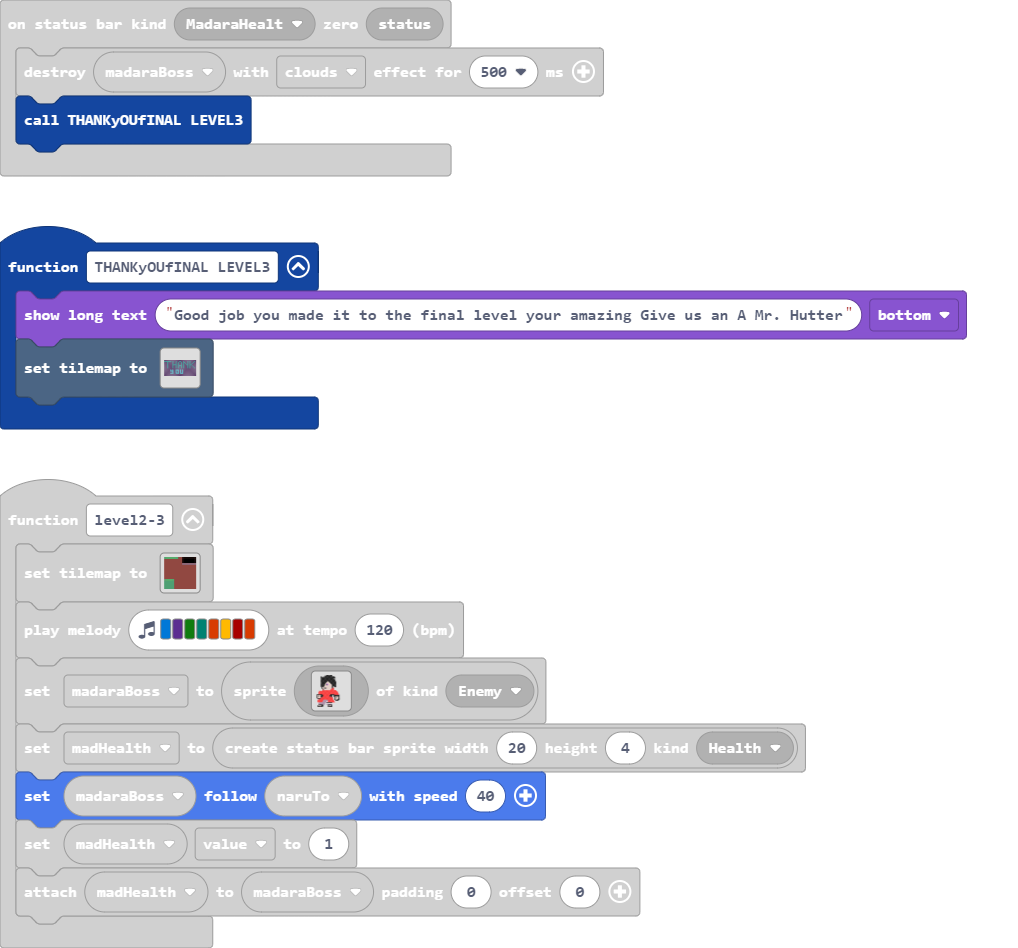 on status bar kind MadaraHealt zero status
destroy madaraBoss with clouds effect for 500 ms
call THANKyOUfINAL LEVEL3
function THANKyOUfINAL LEVEL3
show long text "Good job you made it to the final level your amazing Give us an A Mr. Hutter" bottom
set tilemap to
function level2-3
set tilemap to
play melody at tempo 120 (bpm)
set madaraBoss to sprite of kind Enemy
set madHealth to create status bar sprite width 20 height 4 kind Health
set madaraBoss follow naruTo with speed 40
set madHealth value to 1
attach madHealth to madaraBoss padding 0 offset 0